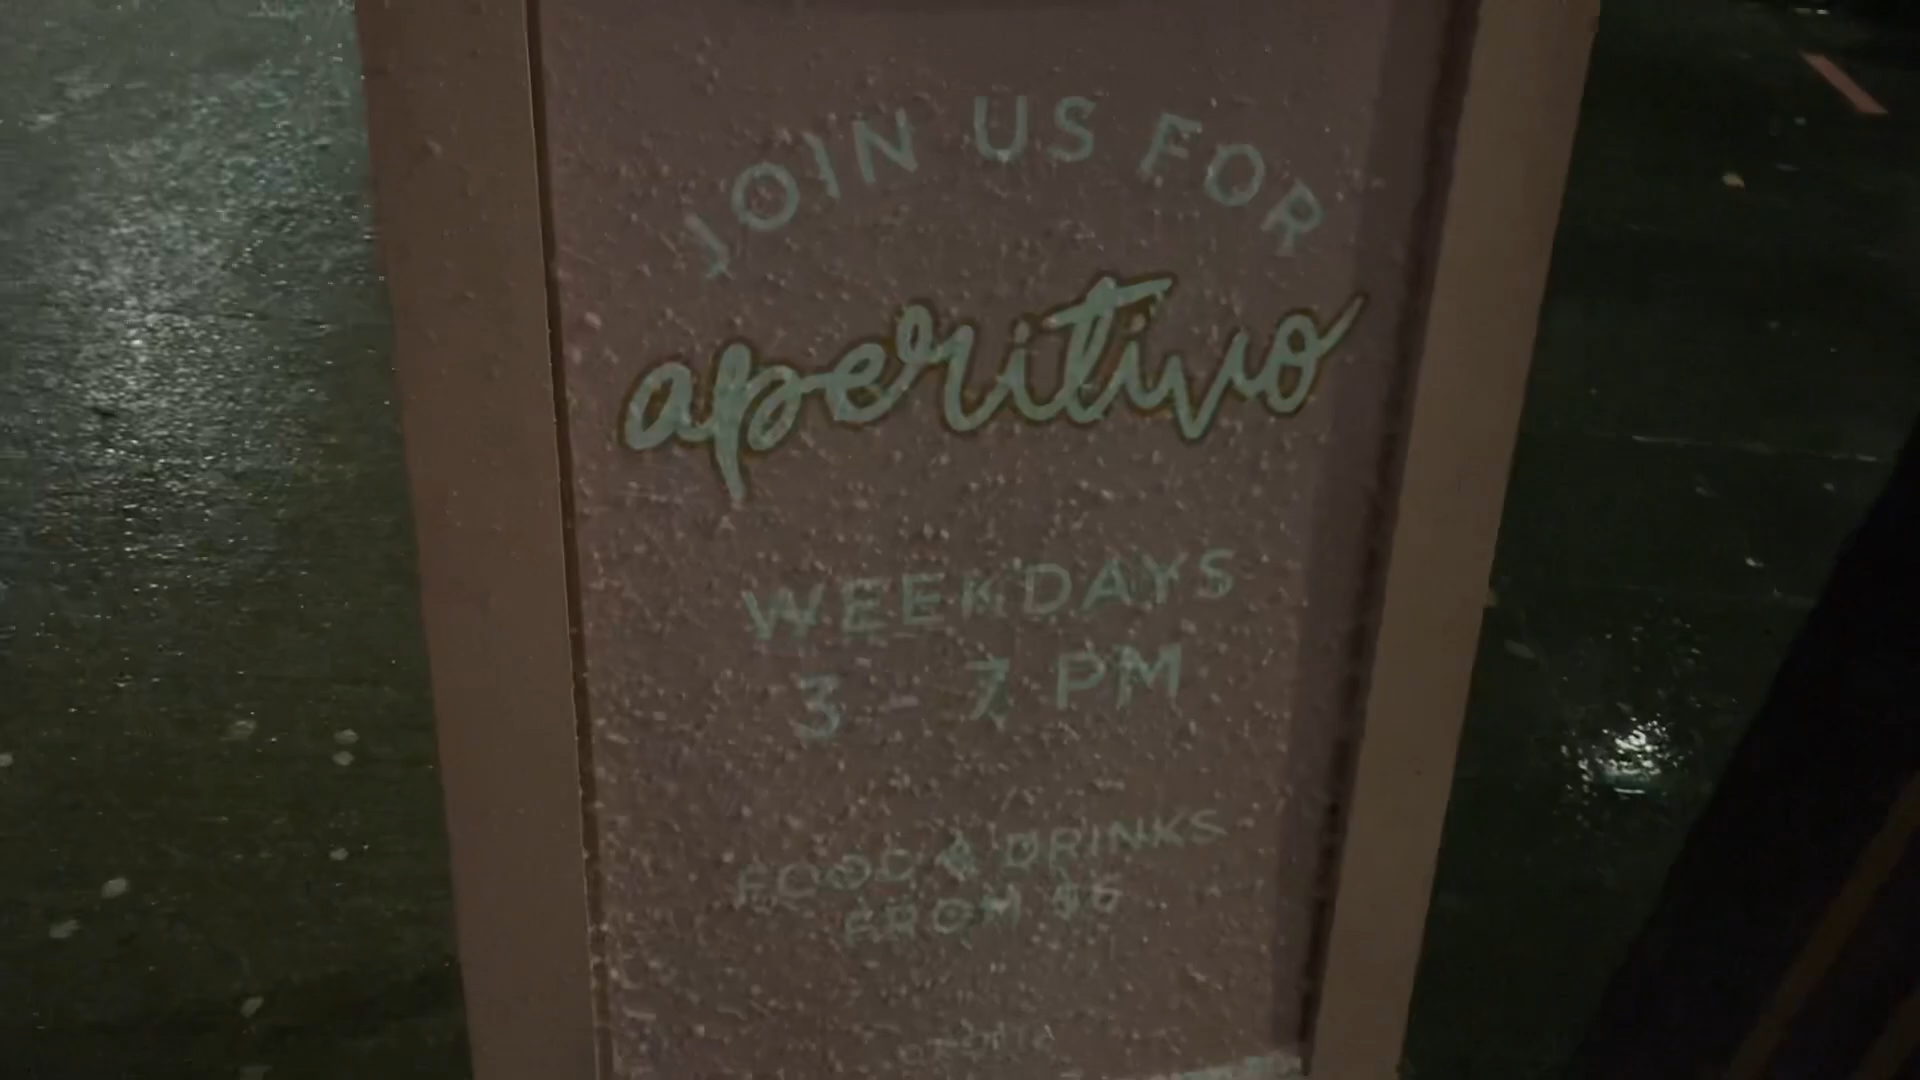 JOIN US FOR
aperitivo
WEEKDAYS
3 - 7 PM
FOOD & DRINKS
FROM $6